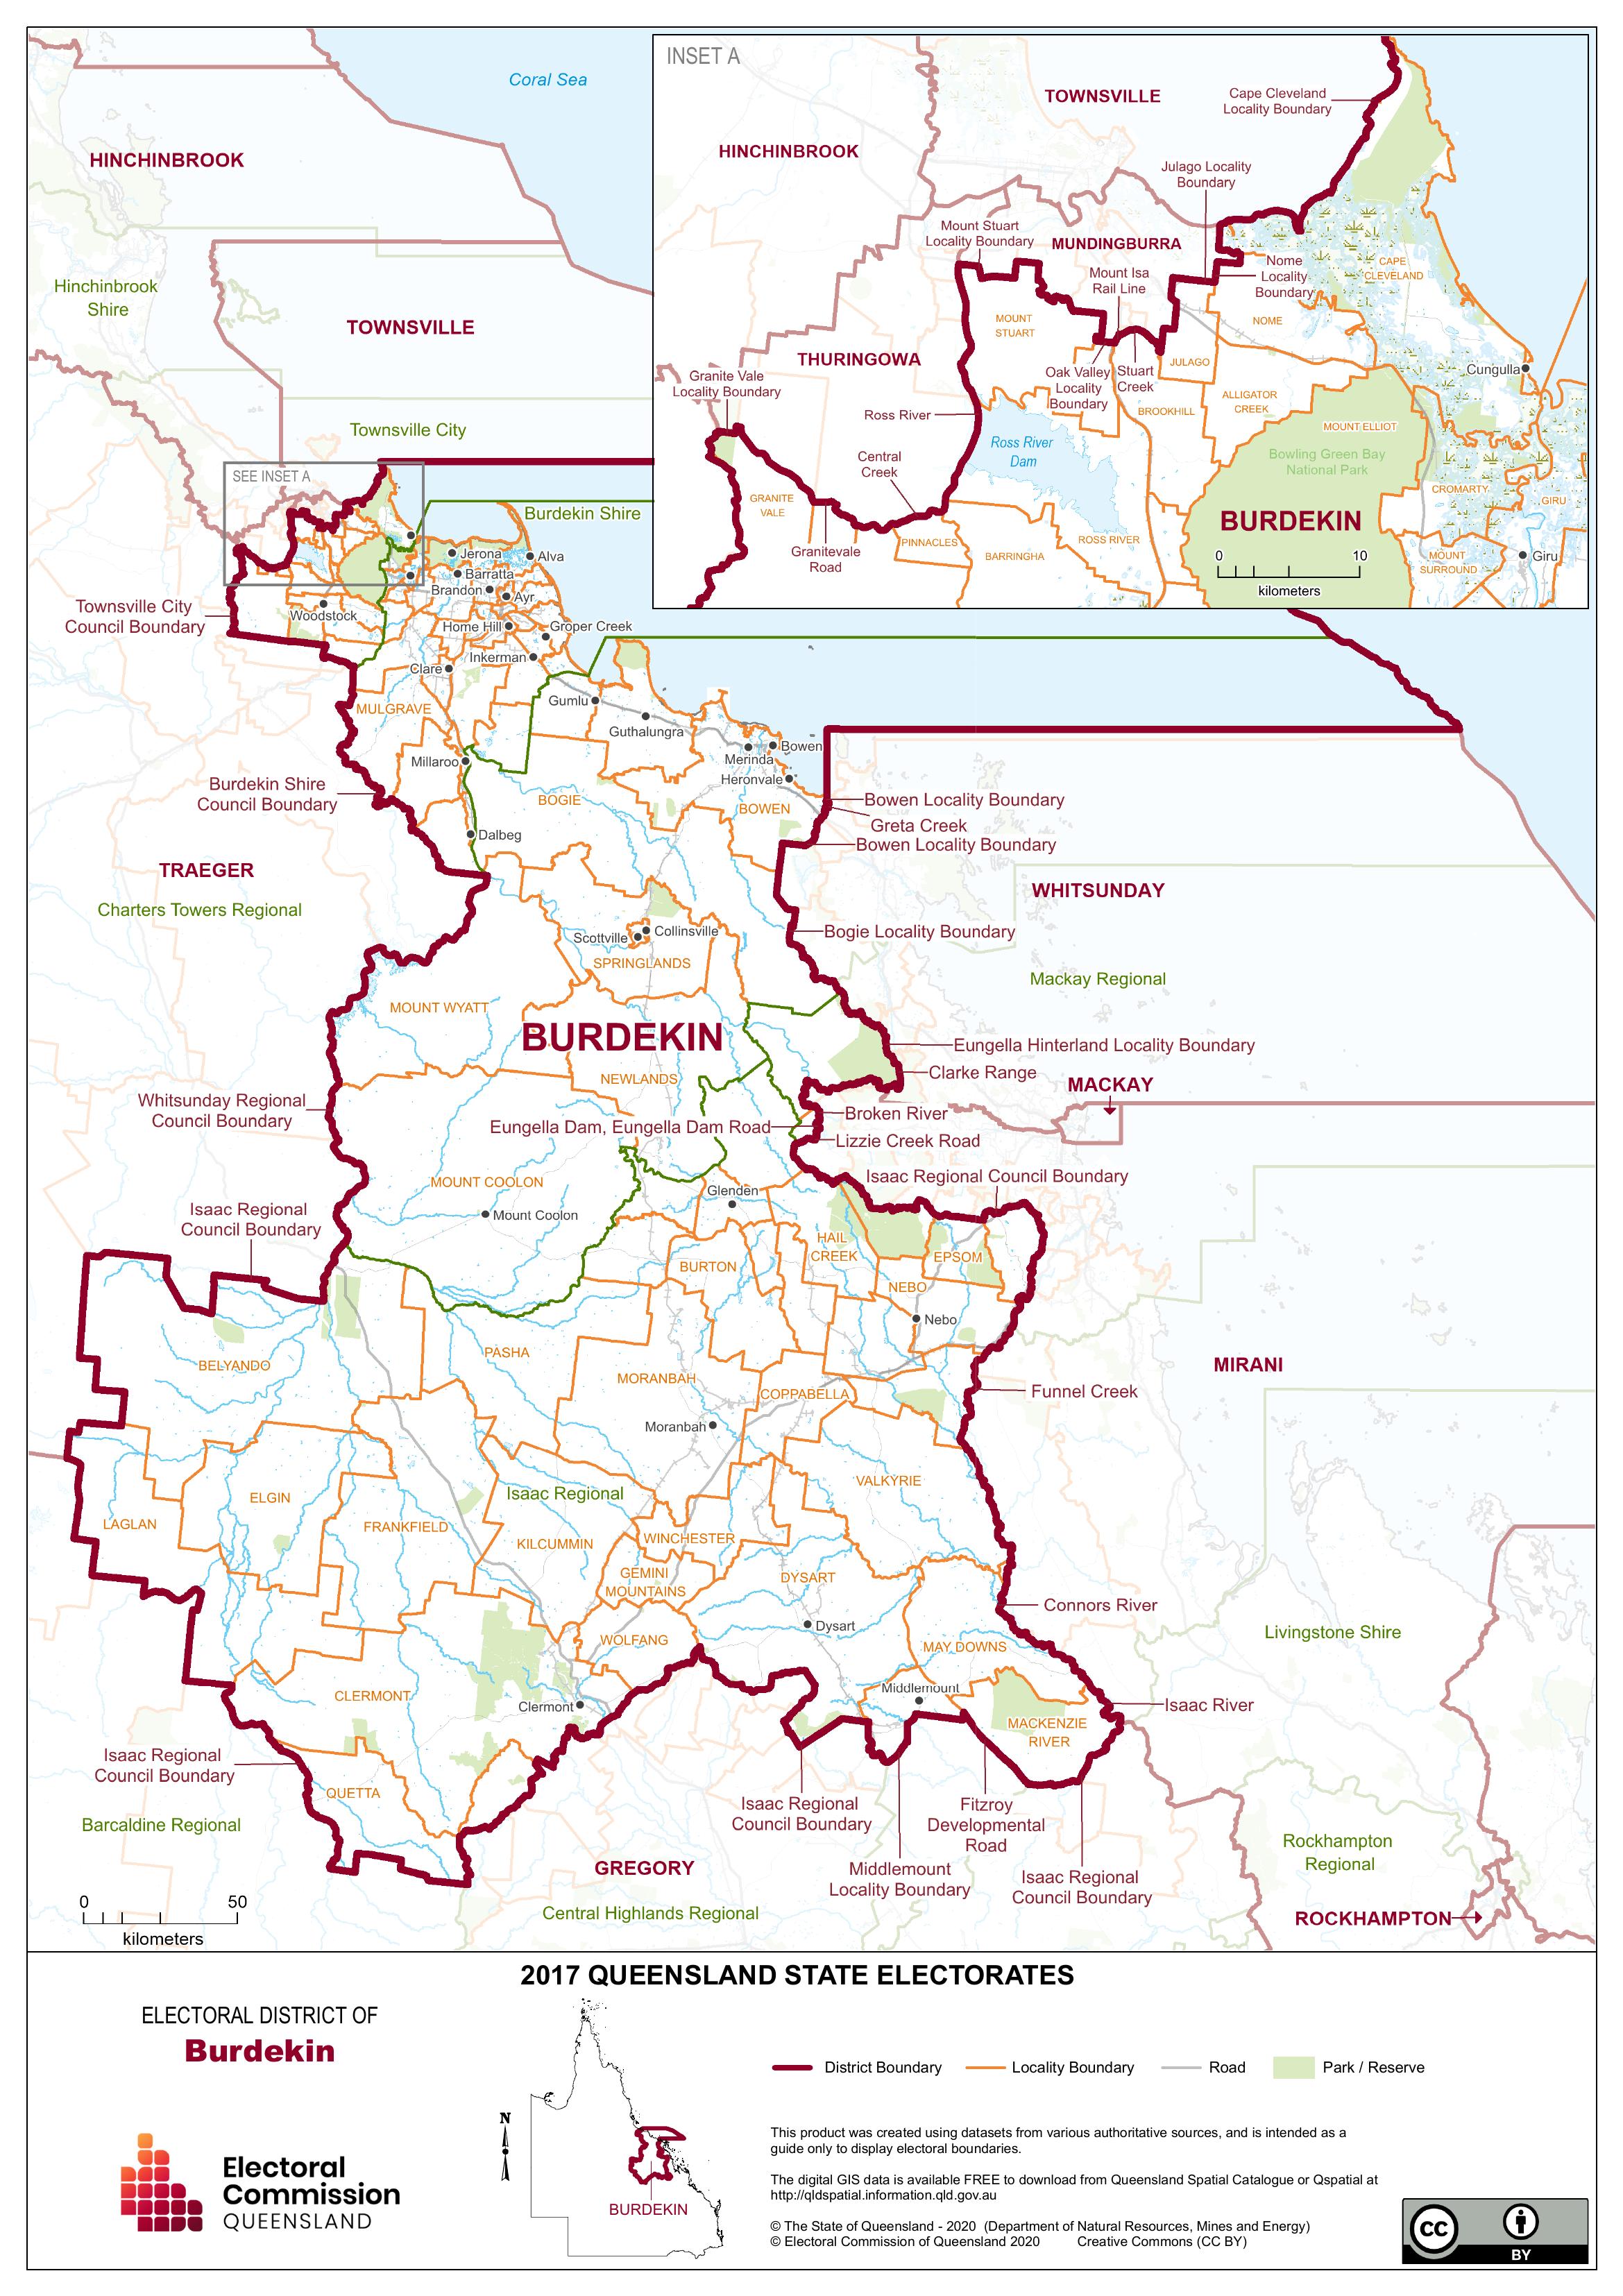 INSET A
Coral Sea
HINCHINBROOK
Hinchinbrook
Shire
TOWNSVILLE
Townsville City
SEE INSET A
Burdekin Shire
Townsville City
Council Boundary
Jerona
Alva
Barratta
Brandon
Ayr
Woodstock
Home Hill
Groper Creek
Inkerman
Clare
MULGRAVE
Gumlu
Guthalungra
Millaroo
Merinda
Bowen
Heronvale
Burdekin Shire
Council Boundary
BOGIE
BOWEN
Dalbeg
Bowen Locality Boundary
Greta Creek
Bowen Locality Boundary
TRAEGER
Charters Towers Regional
WHITSUNDAY
Scottville
Collinsville
SPRINGLANDS
Bogie Locality Boundary
Mackay Regional
MOUNT WYATT
BURDEKIN
NEWLANDS
Eungella Hinterland Locality Boundary
Clarke Range
MACKAY
Whitsunday Regional
Council Boundary
Eungella Dam, Eungella Dam Road
Broken River
Lizzie Creek Road
Isaac Regional Council Boundary
MOUNT COOLON
Mount Coolon
Glenden
Isaac Regional
Council Boundary
HAIL
CREEK
EPSOM
BURTON
NEBO
Nebo
BELYANDO
PASHA
MORANBAH
COPPABELLA
MIRANI
Funnel Creek
Moranbah
VALKYRIE
ELGIN
LAGLAN
FRANKFIELD
Isaac Regional
KILCUMMIN
WINCHESTER
GEMINI
MOUNTAINS
DYSART
Dysart
Connors River
Livingstone Shire
WOLFANG
MAY DOWNS
CLERMONT
Clermont
Middlemount
MACKENZIE
RIVER
Isaac River
Isaac Regional
Council Boundary
QUETTA
Barcaldine Regional
Isaac Regional
Council Boundary
Fitzroy
Developmental
Road
Middlemount
Locality Boundary
Isaac Regional
Council Boundary
GREGORY
Central Highlands Regional
Rockhampton
Regional
ROCKHAMPTON
0 50
kilometers
TOWNSVILLE
Cape Cleveland
Locality Boundary
HINCHINBROOK
Julago Locality
Boundary
Mount Stuart
Locality Boundary
MUNDINGBURRA
Mount Isa
Rail Line
Nome
Locality
Boundary
CAPE
CLEVELAND
MOUNT
STUART
NOME
THURINGOWA
Granite Vale
Locality Boundary
Oak Valley
Locality
Boundary
Stuart
Creek
JULAGO
Cungulla
Ross River
BROOKHILL
ALLIGATOR
CREEK
MOUNT ELLIOT
Ross River
Dam
Central
Creek
Bowling Green Bay
National Park
GRANITE
VALE
CROMARTY
GIRU
BURDEKIN
PINNACLES
BARRINGHA
ROSS RIVER
Granitevale
Road
MOUNT
SURROUND
Giru
0 10
kilometers
2017 QUEENSLAND STATE ELECTORATES
ELECTORAL DISTRICT OF
Burdekin
Electoral
Commission
QUEENSLAND
N
BURDEKIN
District Boundary
Locality Boundary
Road
Park / Reserve
This product was created using datasets from various authoritative sources, and is intended as a
guide only to display electoral boundaries.
The digital GIS data is available FREE to download from Queensland Spatial Catalogue or Qspatial at
http://qldspatial.information.qld.gov.au
© The State of Queensland - 2020 (Department of Natural Resources, Mines and Energy)
© Electoral Commission of Queensland 2020 Creative Commons (CC BY)
CC
BY